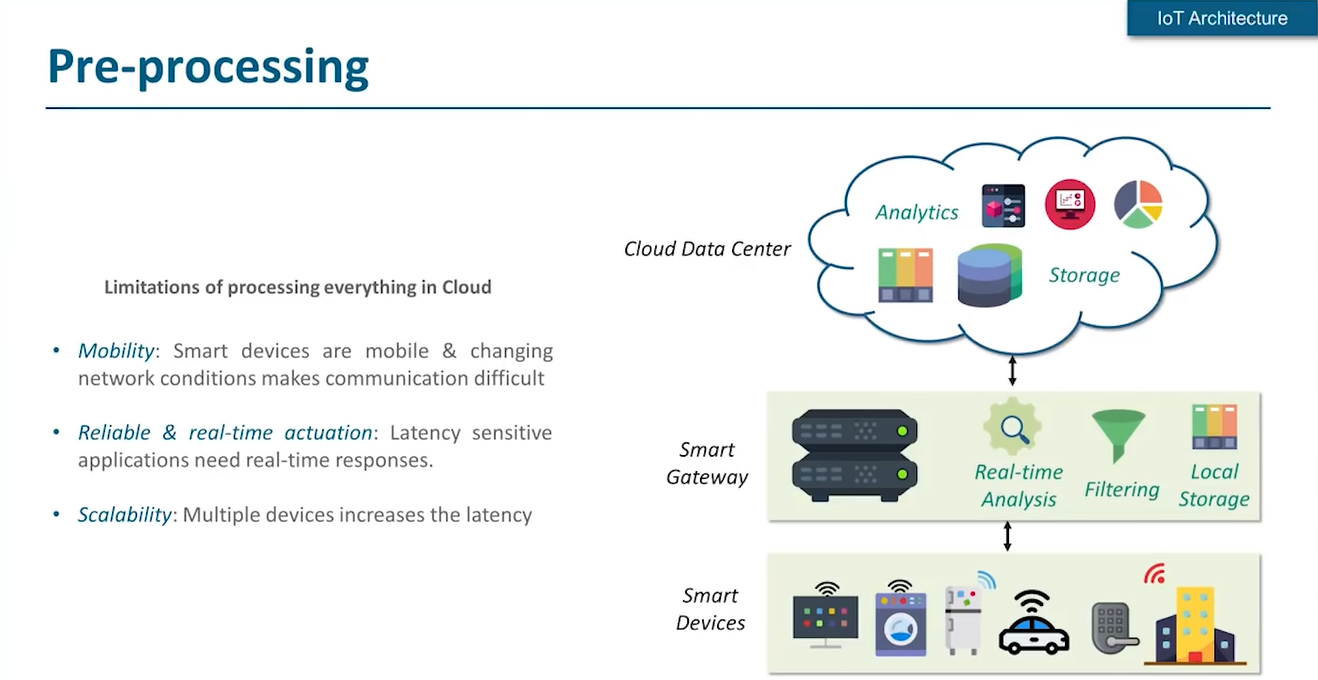 IoT Architecture
Pre-processing
Limitations of processing everything in Cloud
• Mobility: Smart devices are mobile & changing
network conditions makes communication difficult
• Reliable & real-time actuation: Latency sensitive
applications need real-time responses.
• Scalability: Multiple devices increases the latency
Cloud Data Center
Analytics
Storage
Smart
Gateway
Real-time
Analysis
Filtering
Local
Storage
Smart
Devices